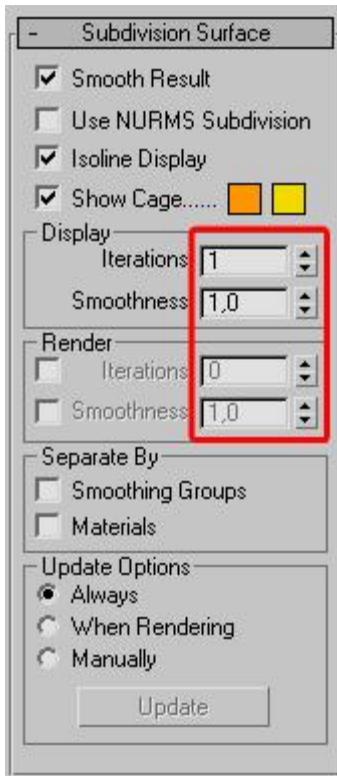 - Subdivision Surface
Smooth Result
Use NURMS Subdivision
Isoline Display
Show Cage......
Display
Iterations 1
Smoothness 1,0
Render
Iterations 0
Smoothness 1,0
Separate By
Smoothing Groups
Materials
Update Options
Always
When Rendering
Manually
Update